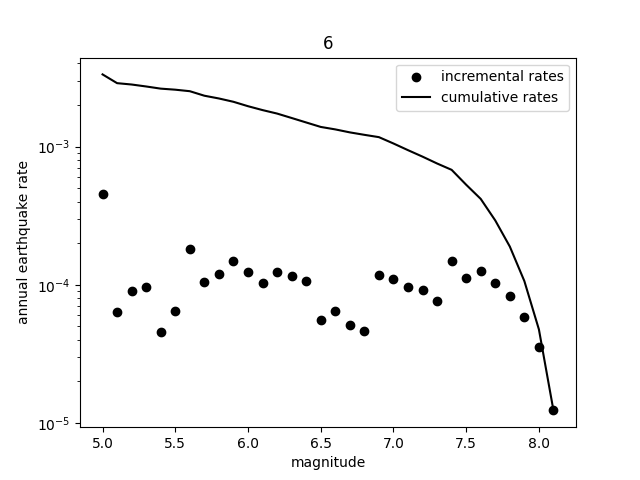 6
incremental rates
cumulative rates
annual earthquake rate
10⁻³
10⁻⁴
10⁻⁵
5.0 5.5 6.0 6.5 7.0 7.5 8.0
magnitude